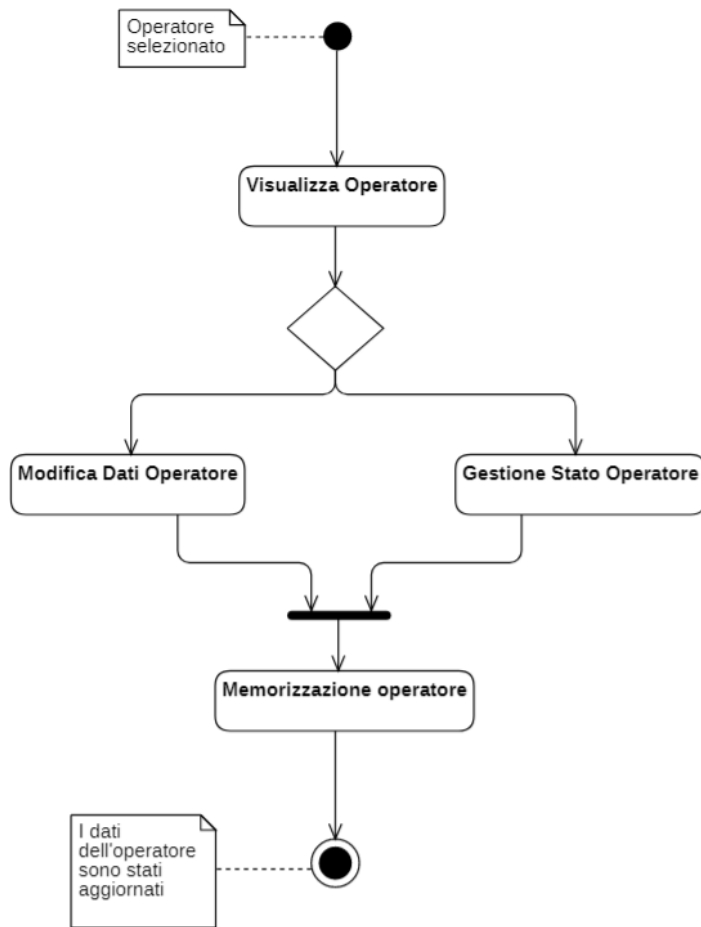 Operatore
selezionato
Visualizza Operatore
Modifica Dati Operatore
Gestione Stato Operatore
Memorizzazione operatore
I dati
dell'operatore
sono stati
aggiornati